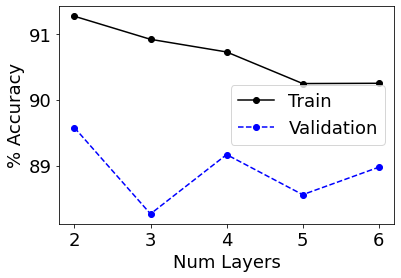 91
90
89
% Accuracy
Train
Validation
2 3 4 5 6
Num Layers